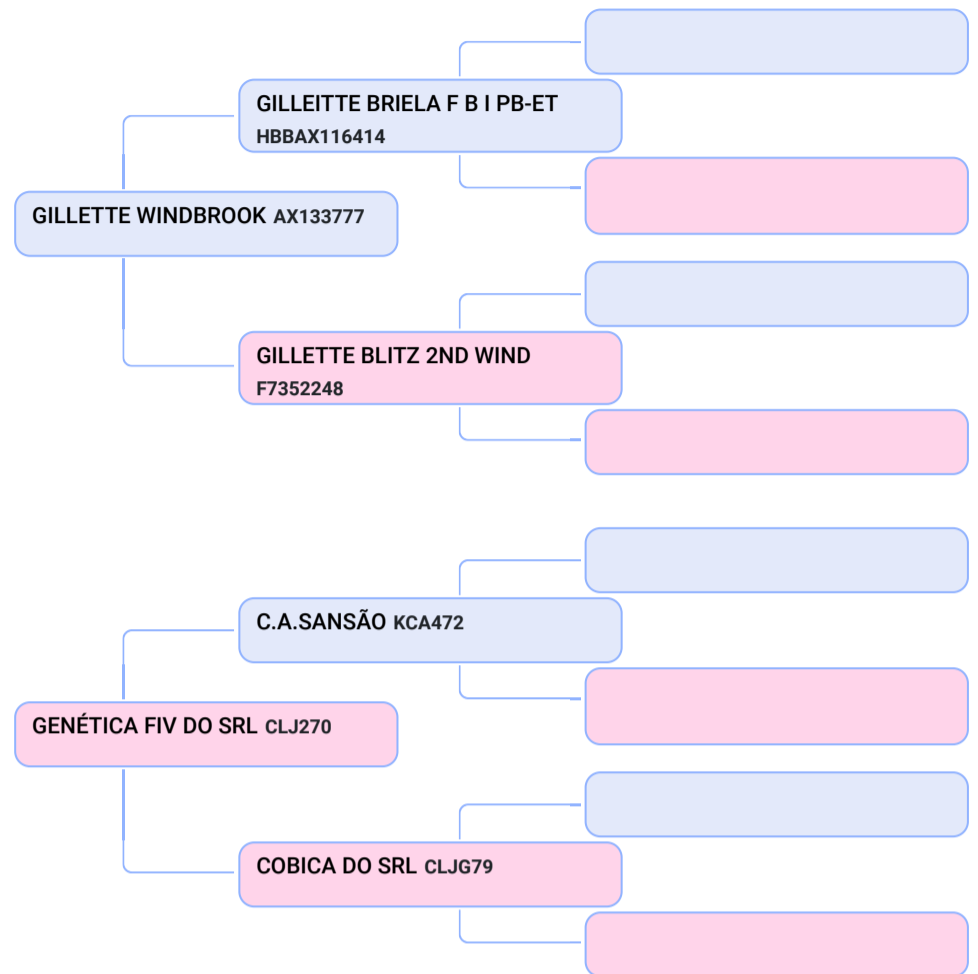 GILLEITTE BRIELA F B I PB-ET
HBBAX116414
GILLETTE WINDBROOK AX133777
GILLETTE BLITZ 2ND WIND
F7352248
C.A.SANSÃO KCA472
GENÉTICA FIV DO SRL CLJ270
COBICA DO SRL CLJG79